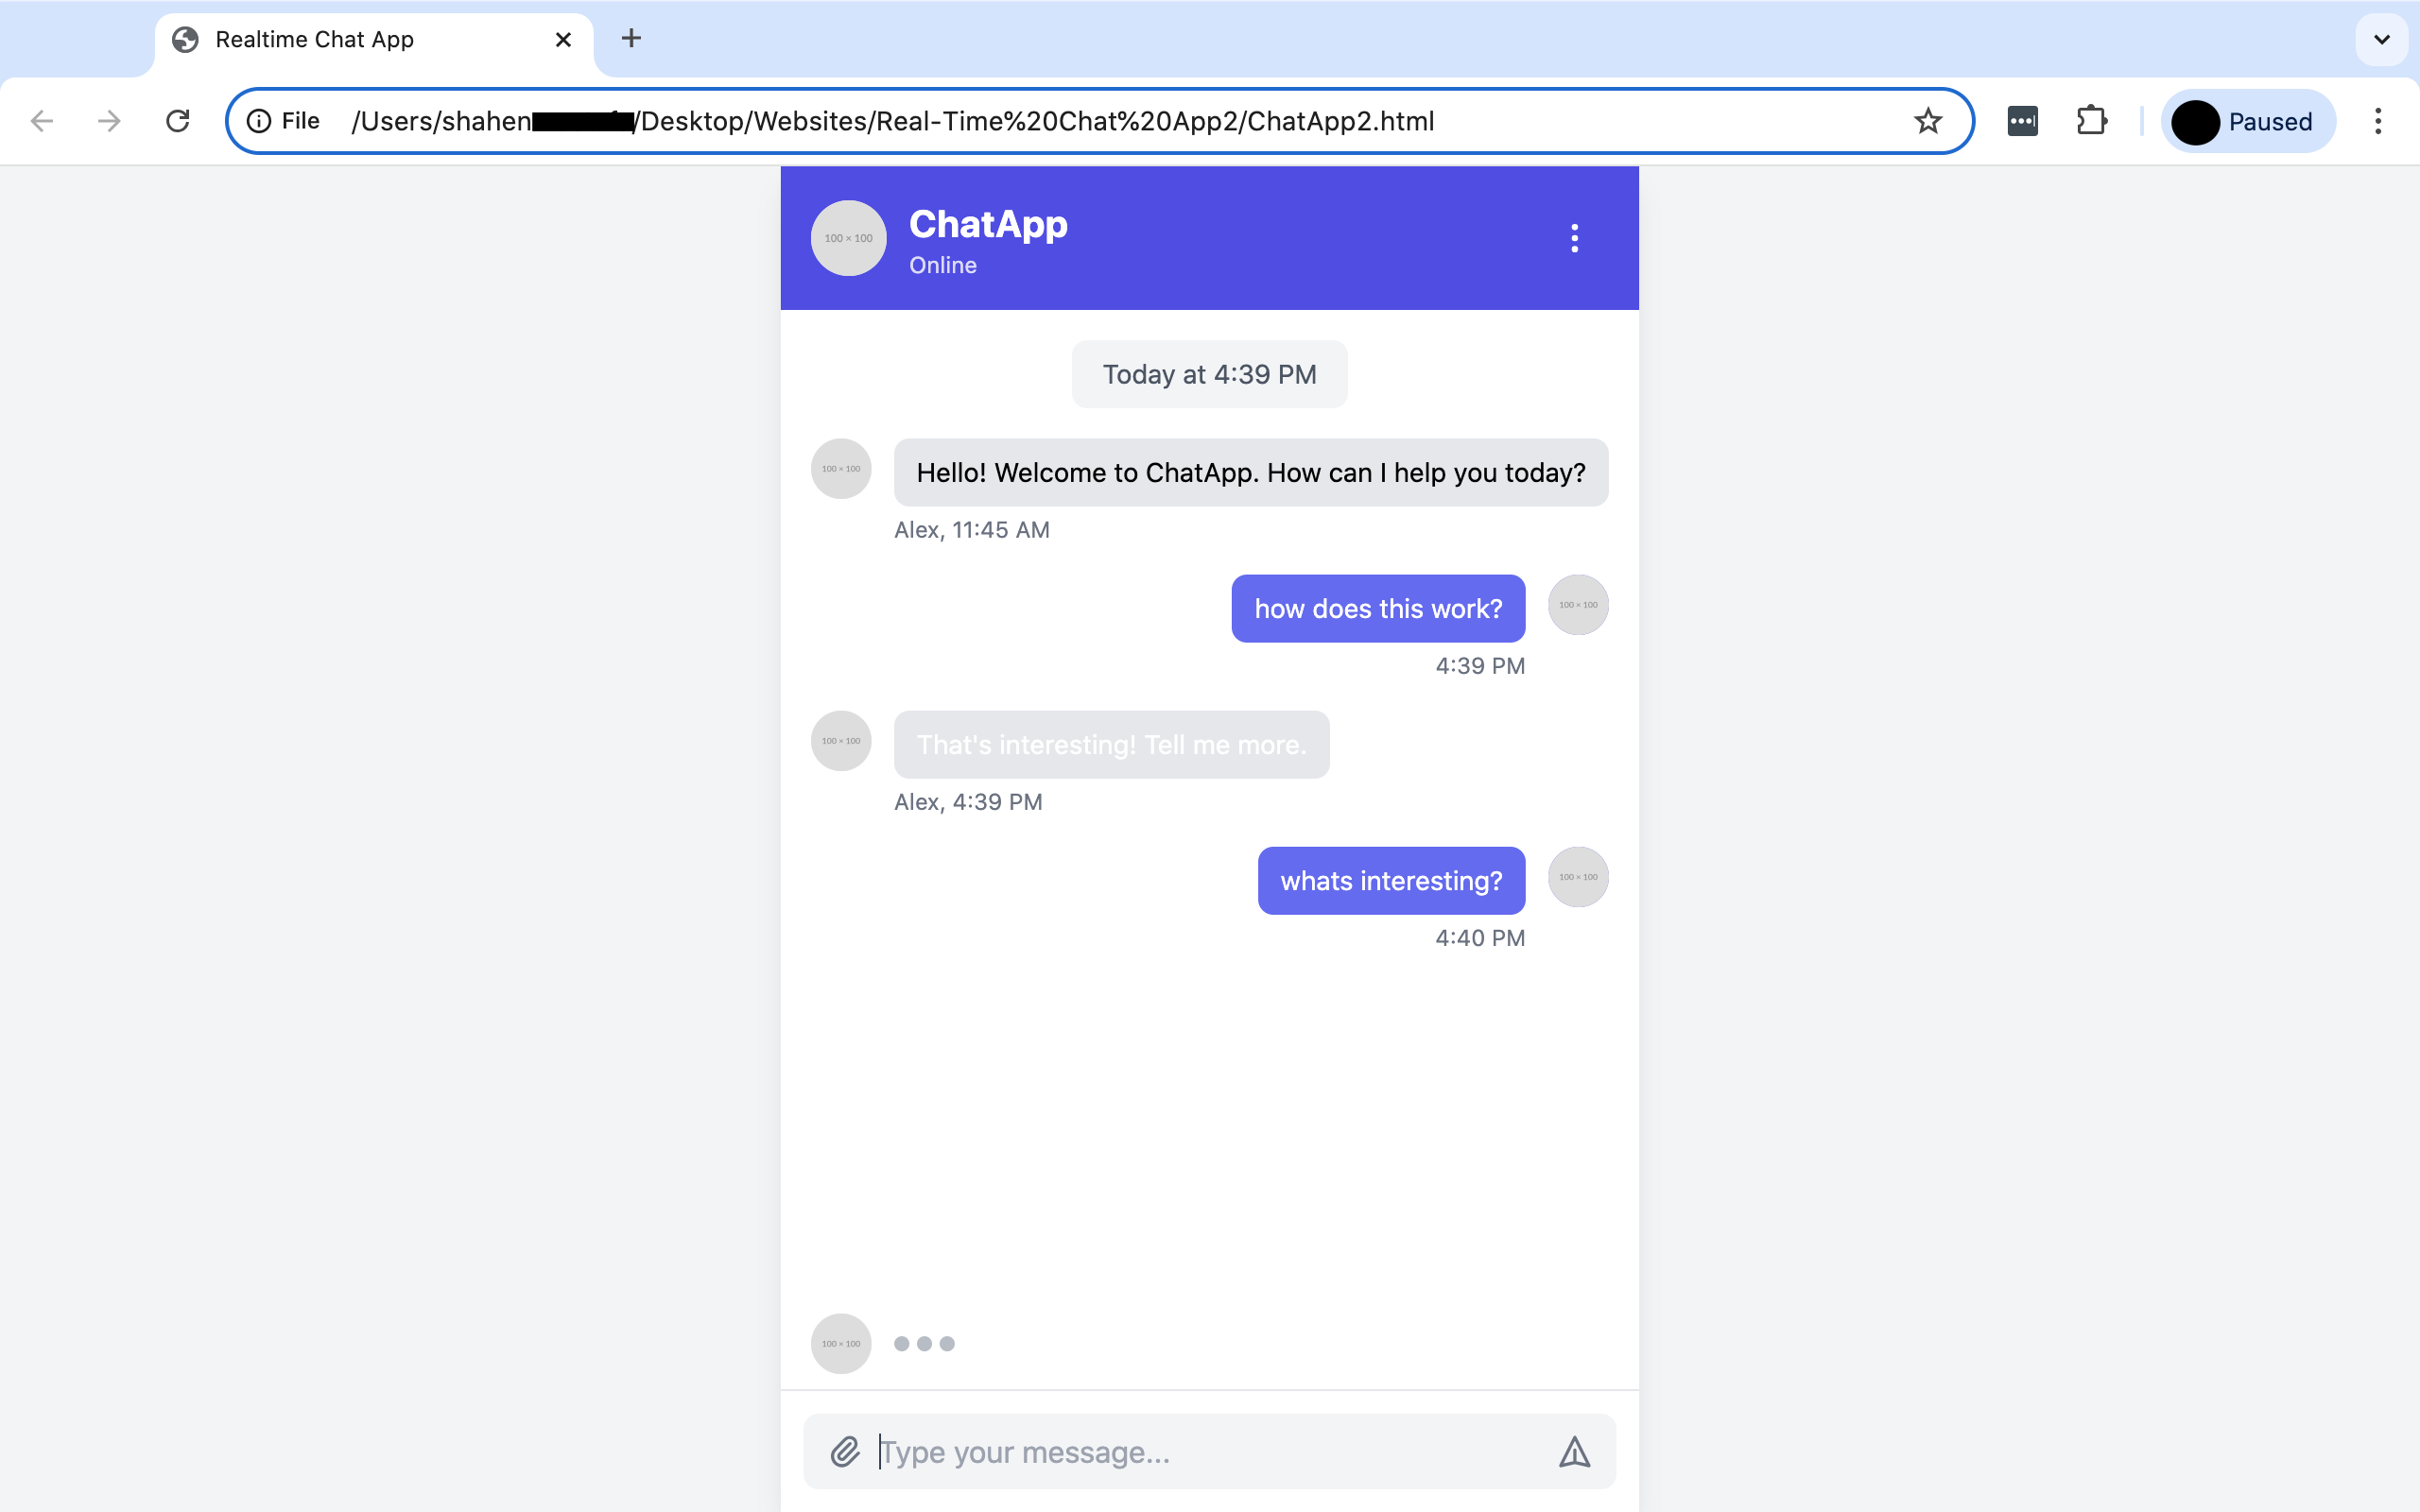 Realtime Chat App
File /Users/shahen /Desktop/Websites/Real-Time%20Chat%20App2/ChatApp2.html
Paused
100 × 100
ChatApp
Online
Today at 4:39 PM
100 × 100
Hello! Welcome to ChatApp. How can I help you today?
Alex, 11:45 AM
how does this work?
100 × 100
4:39 PM
100 × 100
That's interesting! Tell me more.
Alex, 4:39 PM
whats interesting?
100 × 100
4:40 PM
100 × 100
Type your message...